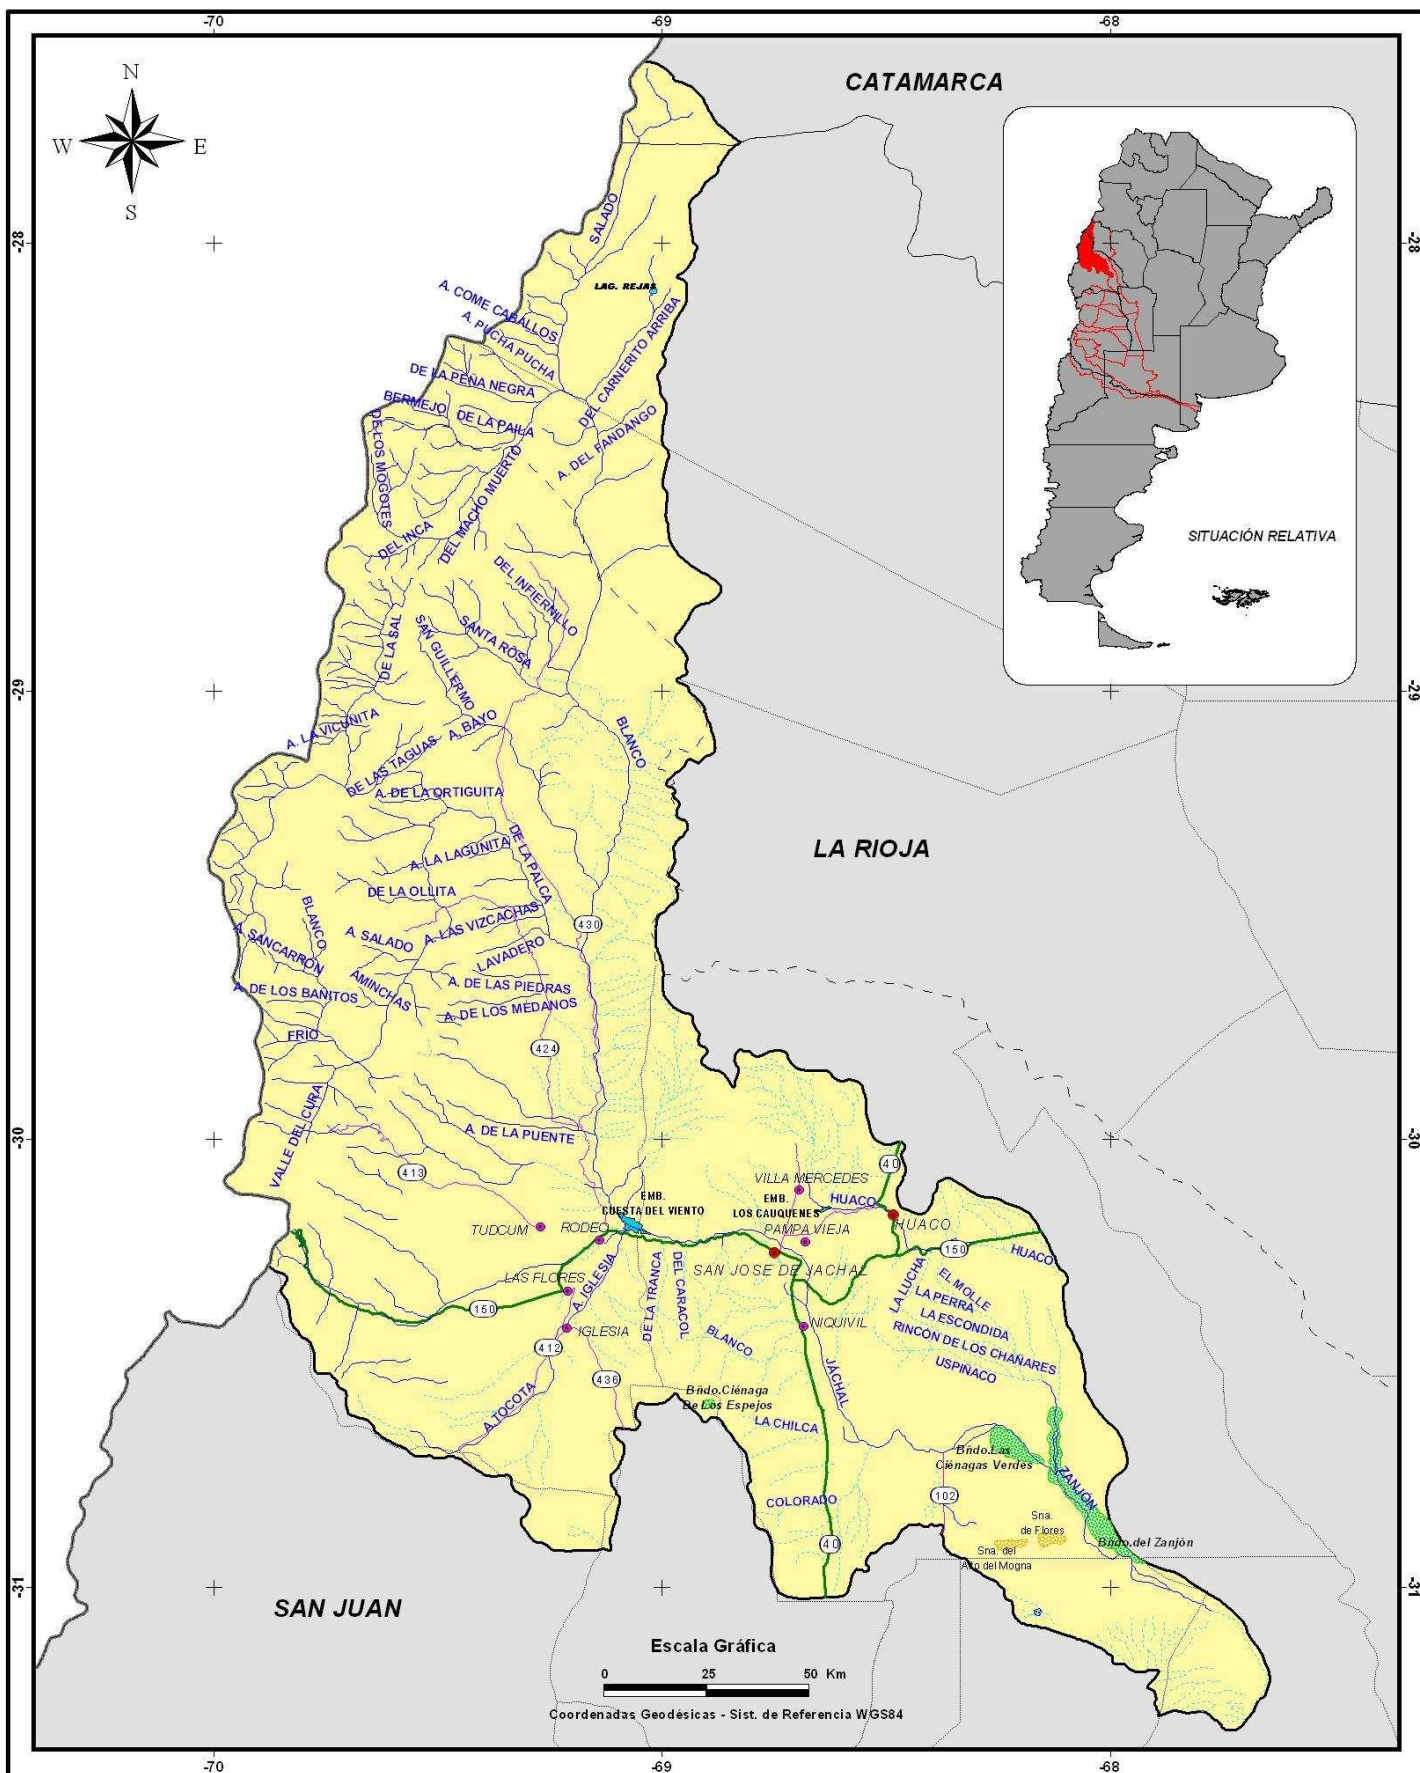 -70
-69
-68
N
W
E
S
CATAMARCA
-28
-28
SALADO
LAG. REJAS
A. COME CABALLOS
A. PUCHA PUCHA
DEL CARNERITO ARRIBA
DE LA PEÑA NEGRA
BERMEJO
DE LA PAILA
A. DEL FANDANGO
DE LOS MOGOTES
DEL INCA
DEL MACHO MUERTO
SITUACIÓN RELATIVA
DEL INFIERNILLO
DE LA SAL
SAN GUILLERMO
SANTA ROSA
-29
-29
A. LA VICUÑITA
A. BAYO
BLANCO
DE LAS TAGUAS
A. DE LA ORTIGUITA
LA RIOJA
A. LA LAGUNITA
DE LA PALCA
DE LA OLLITA
BLANCO
A. SALADO
A. LAS VIZCACHAS
430
A. SANCARRON
LAVADERO
AMINCHAS
A. DE LAS PIEDRAS
A. DE LOS BAÑITOS
A. DE LOS MEDANOS
FRIO
424
VALLE DEL CURA
-30
-30
A. DE LA PUENTE
413
40
VILLA MERCEDES
EMB.
CUESTA DEL VIENTO
EMB.
LOS CAUQUENES
HUACO
TUDCUM
RODEO
PAMPA VIEJA
HUACO
150
HUACO
SAN JOSE DE JACHAL
LAS FLORES
A. IGLESIA
DE LA TRANCA
DEL CARACOL
LA LUCHA
EL MOLLE
LA PERRA
150
LA ESCONDIDA
IGLESIA
BLANCO
NIQUIVIL
RINCÓN DE LOS CHAÑARES
412
USPIÑACO
436
JÁCHAL
Bñdo.Ciénaga
De Los Espejos
A. TOCOTA
LA CHILCA
Bñdo.Las
Ciénagas Verdes
ZANJÓN
COLORADO
102
Sna.
de Flores
40
Sna. del
Alto del Mogna
Bñdo.del Zanjón
-31
-31
SAN JUAN
Escala Gráfica
0 25 50 Km
Coordenadas Geodésicas - Sist. de Referencia WGS84
-70
-69
-68